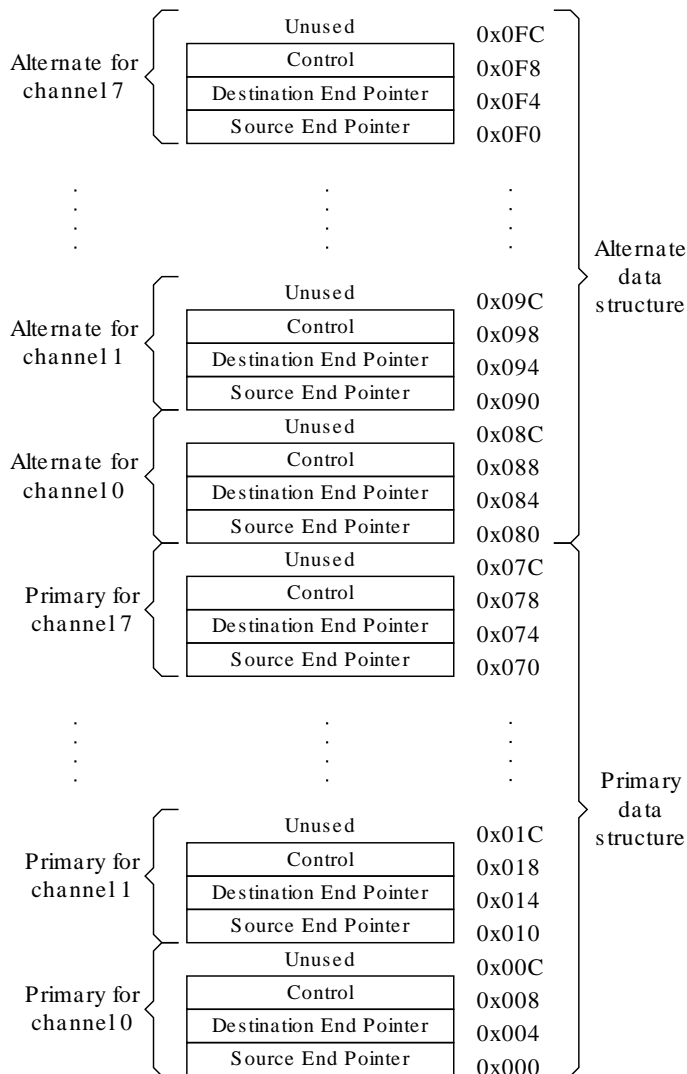 Unused 0x0FC
Alternate for channel 7
Control 0x0F8
Destination End Pointer 0x0F4
Source End Pointer 0x0F0
Alternate data structure
Unused 0x09C
Alternate for channel 1
Control 0x098
Destination End Pointer 0x094
Source End Pointer 0x090
Unused 0x08C
Alternate for channel 0
Control 0x088
Destination End Pointer 0x084
Source End Pointer 0x080
Unused 0x07C
Primary for channel 7
Control 0x078
Destination End Pointer 0x074
Source End Pointer 0x070
Primary data structure
Unused 0x01C
Primary for channel 1
Control 0x018
Destination End Pointer 0x014
Source End Pointer 0x010
Unused 0x00C
Primary for channel 0
Control 0x008
Destination End Pointer 0x004
Source End Pointer 0x000